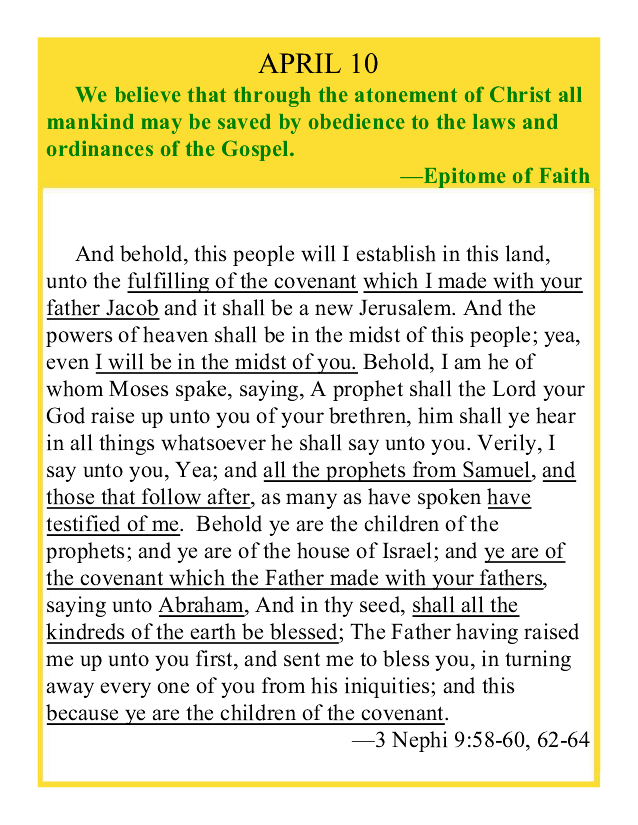 APRIL 10
We believe that through the atonement of Christ all
mankind may be saved by obedience to the laws and
ordinances of the Gospel.
—Epitome of Faith
And behold, this people will I establish in this land,
unto the fulfilling of the covenant which I made with your
father Jacob and it shall be a new Jerusalem. And the
powers of heaven shall be in the midst of this people; yea,
even I will be in the midst of you. Behold, I am he of
whom Moses spake, saying, A prophet shall the Lord your
God raise up unto you of your brethren, him shall ye hear
in all things whatsoever he shall say unto you. Verily, I
say unto you, Yea; and all the prophets from Samuel, and
those that follow after, as many as have spoken have
testified of me.  Behold ye are the children of the
prophets; and ye are of the house of Israel; and ye are of
the covenant which the Father made with your fathers,
saying unto Abraham, And in thy seed, shall all the
kindreds of the earth be blessed; The Father having raised
me up unto you first, and sent me to bless you, in turning
away every one of you from his iniquities; and this
because ye are the children of the covenant.
—3 Nephi 9:58-60, 62-64